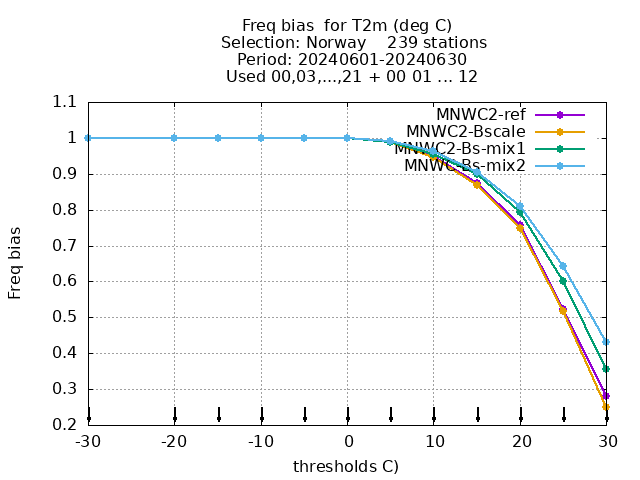 Freq bias  for T2m (deg C)
Selection: Norway    239 stations
Period: 20240601-20240630
Used 00,03,...,21 + 00 01 ... 12
MNWC2-ref
MNWC2-Bscale
MNWC2-Bs-mix1
MNWC-Bs-mix2
Freq bias
1.1
1
0.9
0.8
0.7
0.6
0.5
0.4
0.3
0.2
-30 -20 -10 0 10 20 30
thresholds C)